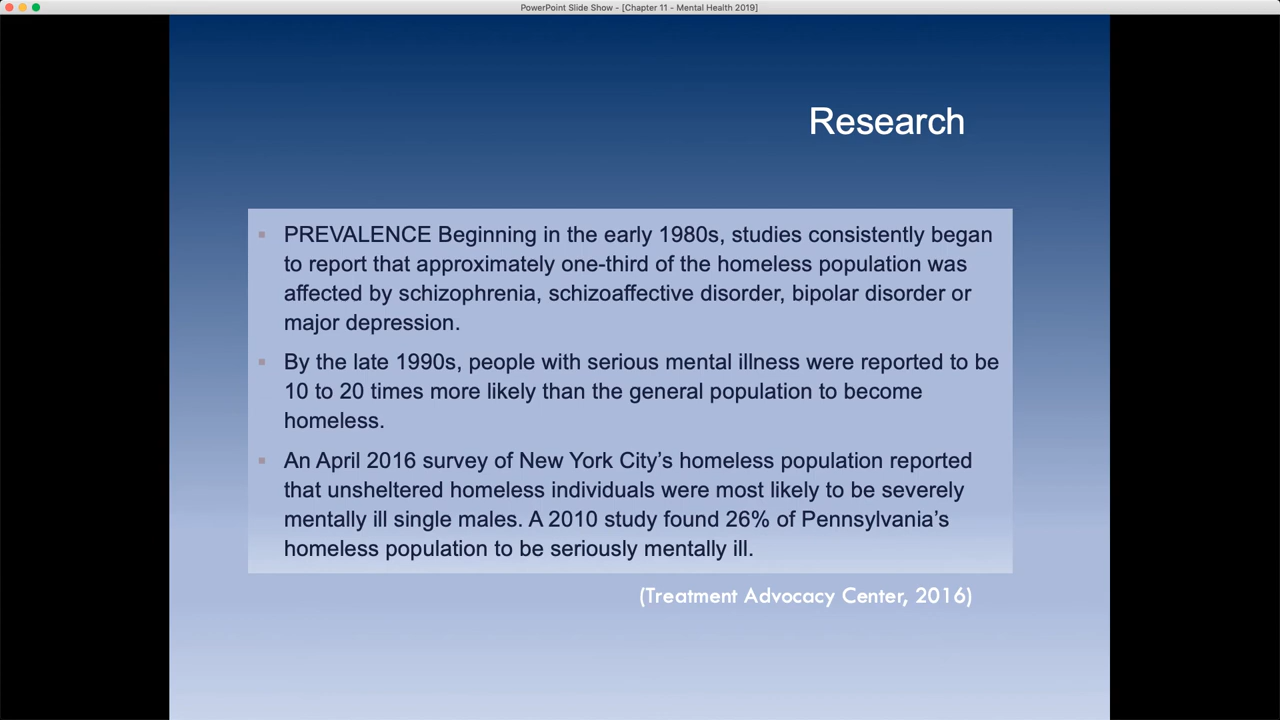 PowerPoint Slide Show - [Chapter 11 - Mental Health 2019]
Research
PREVALENCE Beginning in the early 1980s, studies consistently began
to report that approximately one-third of the homeless population was
affected by schizophrenia, schizoaffective disorder, bipolar disorder or
major depression.
By the late 1990s, people with serious mental illness were reported to be
10 to 20 times more likely than the general population to become
homeless.
An April 2016 survey of New York City’s homeless population reported
that unsheltered homeless individuals were most likely to be severely
mentally ill single males. A 2010 study found 26% of Pennsylvania’s
homeless population to be seriously mentally ill.
(Treatment Advocacy Center, 2016)